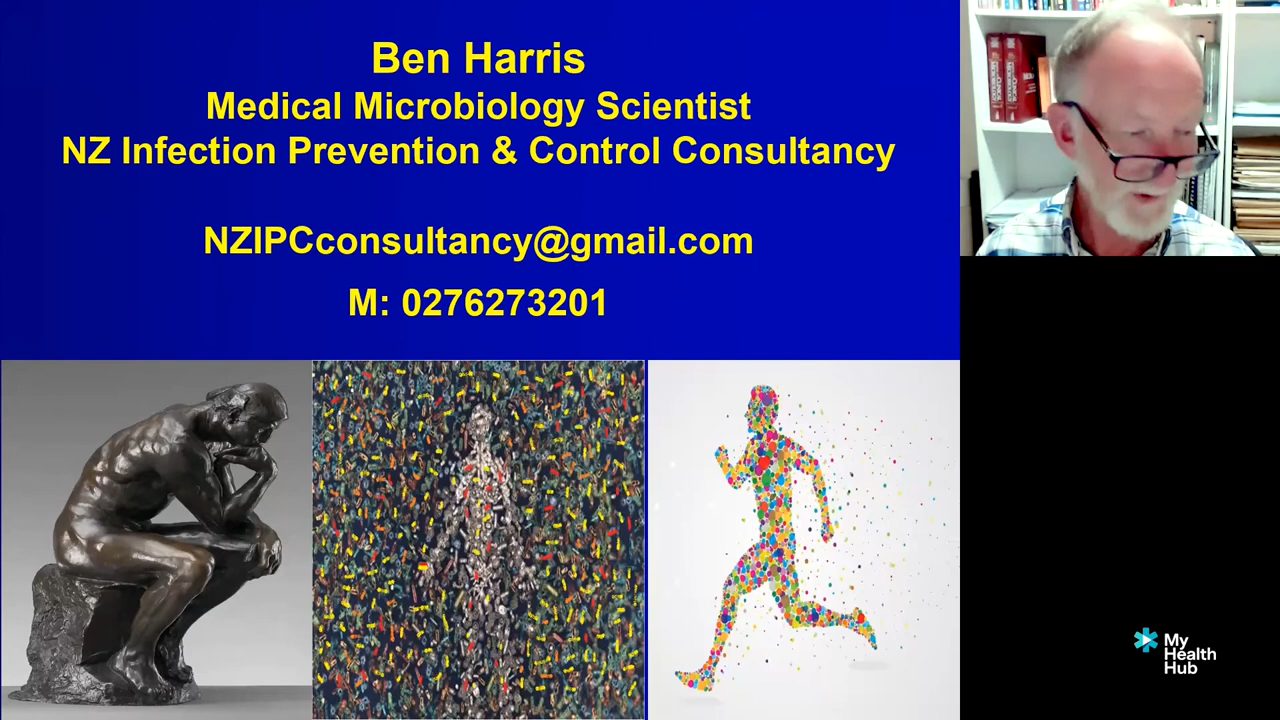 Ben Harris
Medical Microbiology Scientist
NZ Infection Prevention & Control Consultancy
NZIPCconsultancy@gmail.com
M: 0276273201
My
Health
Hub